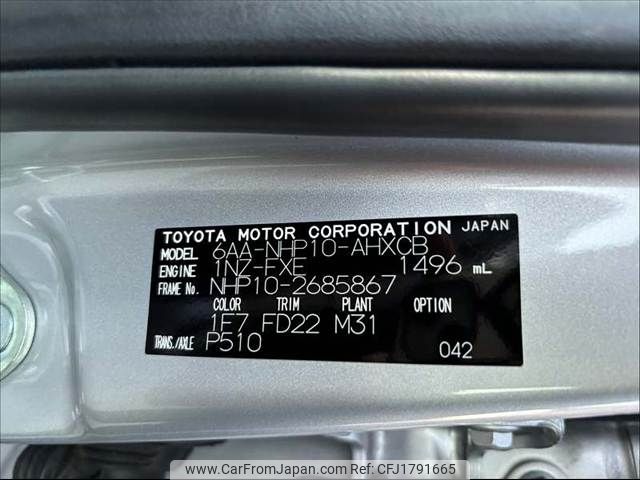 TOYOTA MOTOR CORPORATION JAPAN
MODEL 6AA-NHP10-AHXCB
ENGINE 1NZ-FXE 1496 mL
FRAME No. NHP10-2685867
COLOR TRIM PLANT OPTION
1F7 FD22 M31
TRANS./AXLE P510 042
www.CarFromJapan.com | Ref No: CFJ1791665